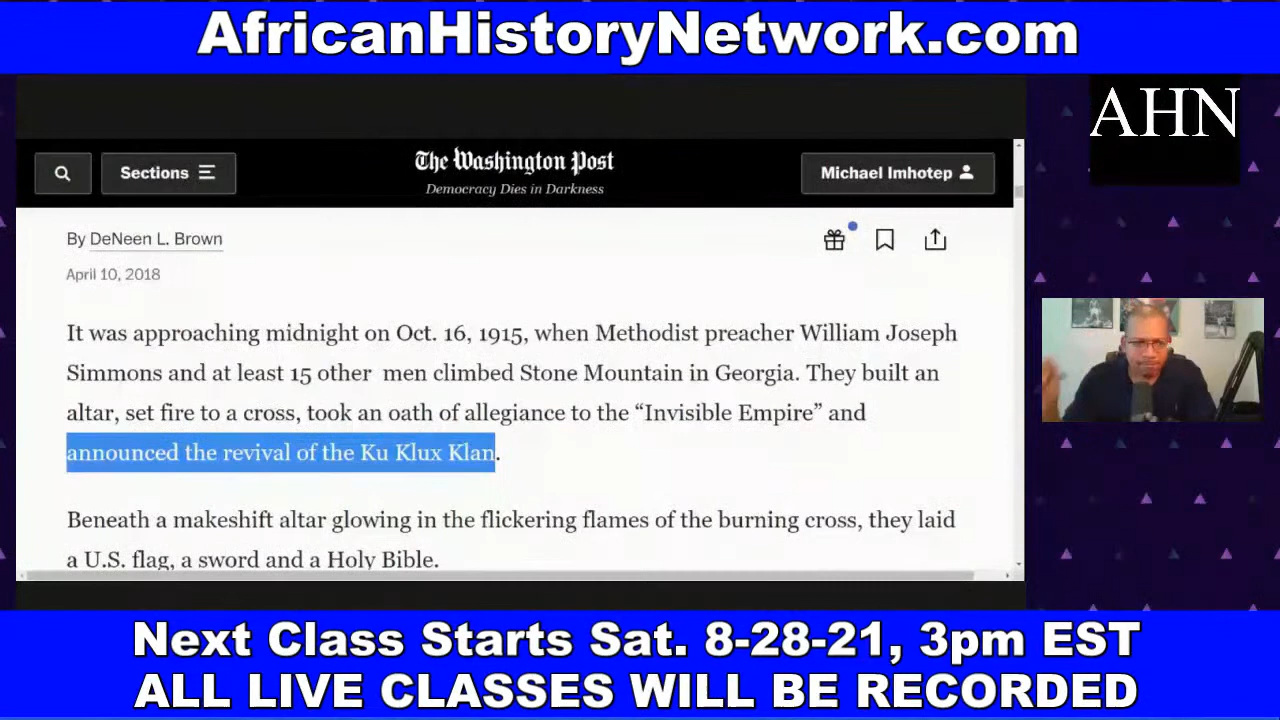 AfricanHistoryNetwork.com
AHN
Sections
The Washington Post
Democracy Dies in Darkness
Michael Imhotep
By DeNeen L. Brown
April 10, 2018
It was approaching midnight on Oct. 16, 1915, when Methodist preacher William Joseph
Simmons and at least 15 other men climbed Stone Mountain in Georgia. They built an
altar, set fire to a cross, took an oath of allegiance to the “Invisible Empire” and
announced the revival of the Ku Klux Klan.
Beneath a makeshift altar glowing in the flickering flames of the burning cross, they laid
a U.S. flag, a sword and a Holy Bible.
Next Class Starts Sat. 8-28-21, 3pm EST
ALL LIVE CLASSES WILL BE RECORDED